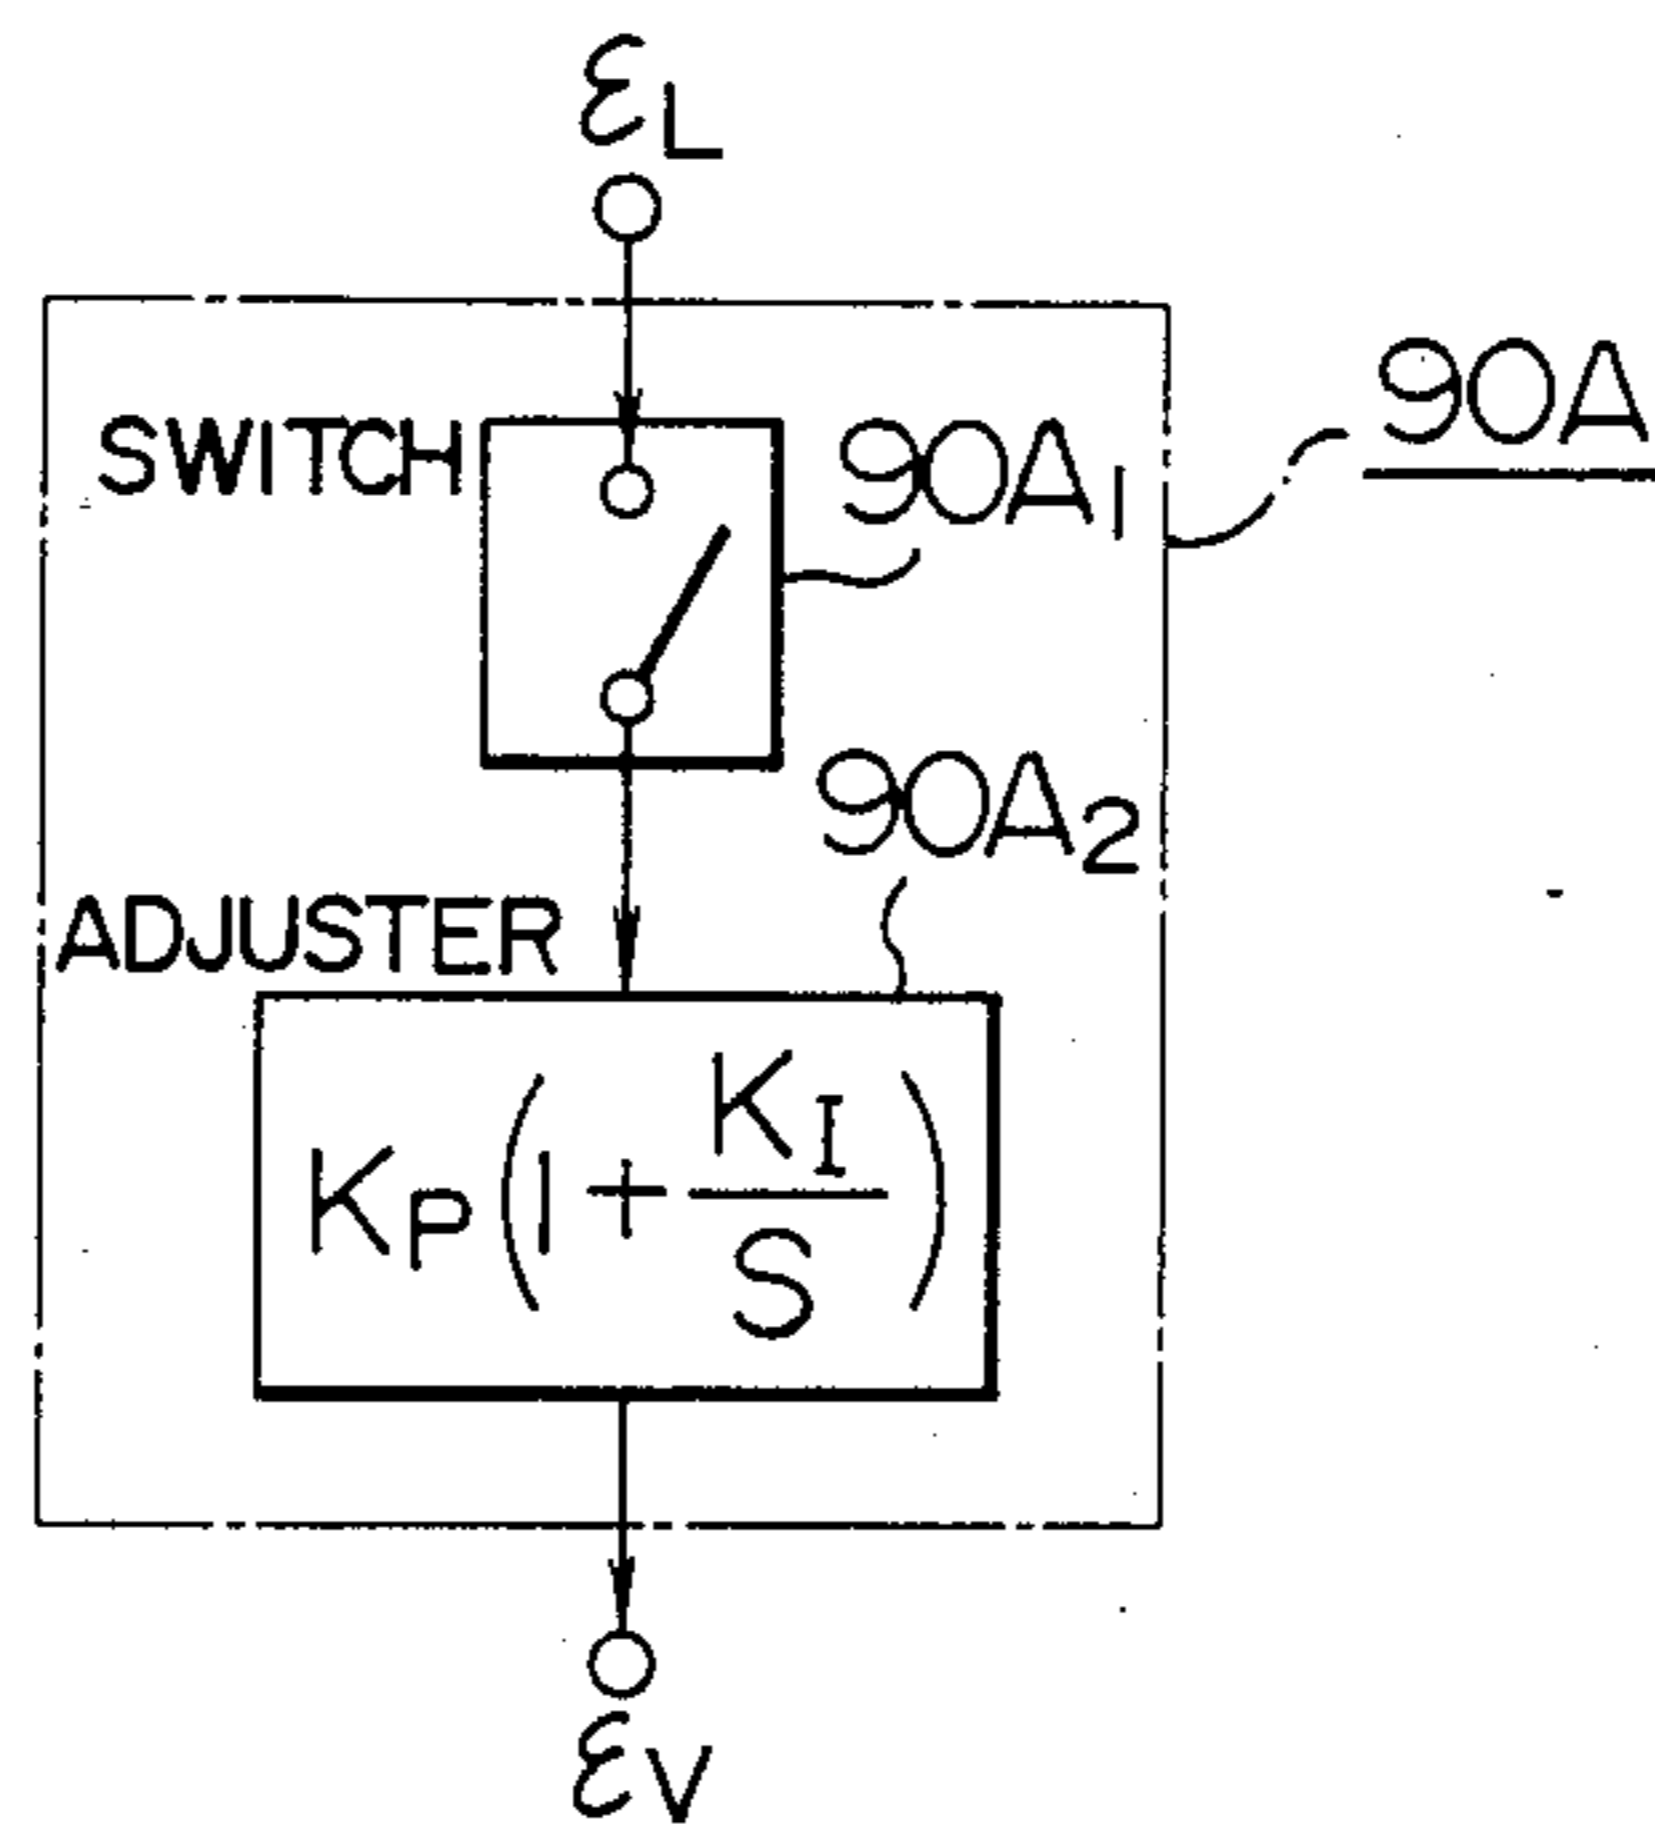 εL
90A
SWITCH
90A1
90A2
ADJUSTER
KP(1+KI/S)
εV